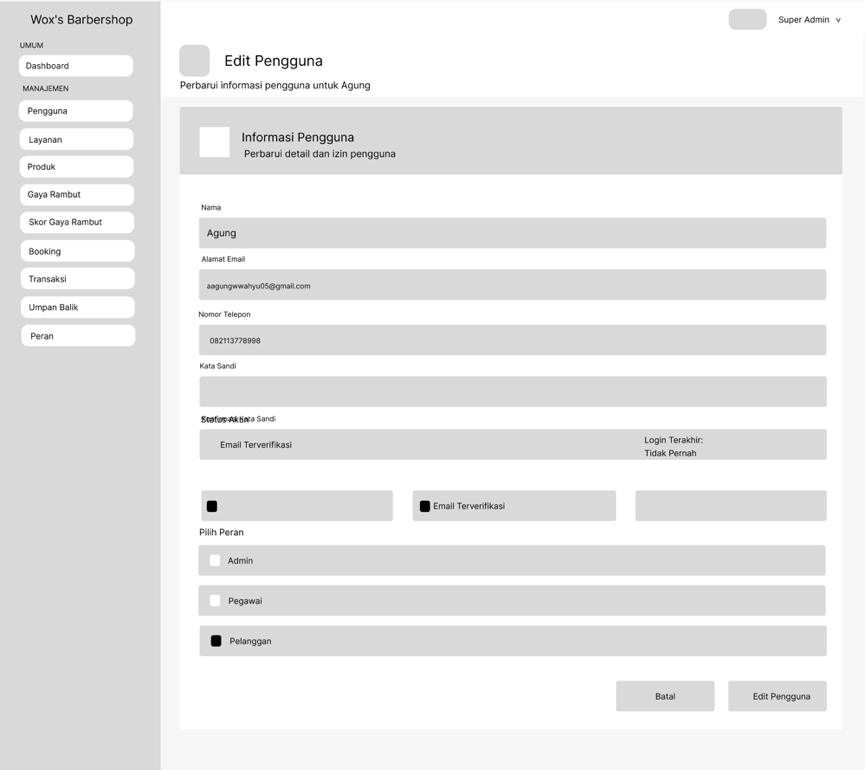 Wox's Barbershop
UMUM
Dashboard
MANAJEMEN
Pengguna
Layanan
Produk
Gaya Rambut
Skor Gaya Rambut
Booking
Transaksi
Umpan Balik
Peran
Super Admin v
Edit Pengguna
Perbarui informasi pengguna untuk Agung
Informasi Pengguna
Perbarui detail dan izin pengguna
Nama
Agung
Alamat Email
aagungwwahyu05@gmail.com
Nomor Telepon
082113778998
Kata Sandi
Konfirmasi Kata Sandi
Status Akun
Email Terverifikasi
Login Terakhir:
Tidak Pernah
Email Terverifikasi
Pilih Peran
Admin
Pegawai
Pelanggan
Batal
Edit Pengguna